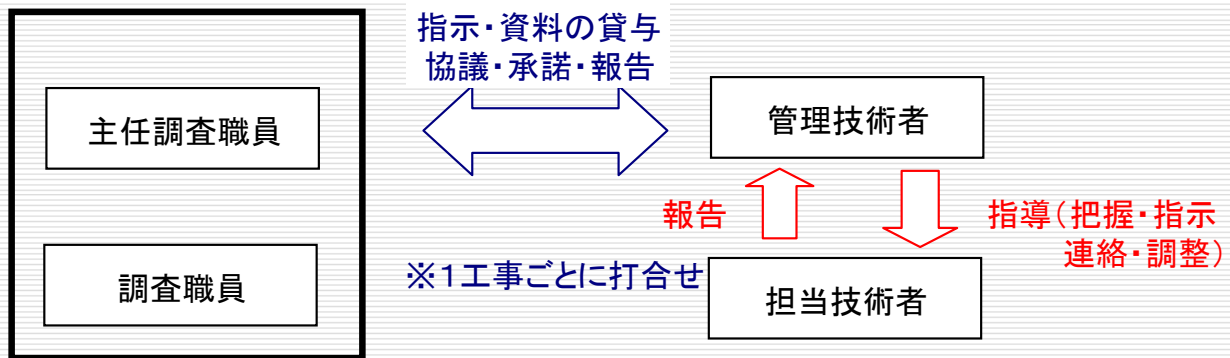 指示・資料の貸与
協議・承諾・報告
主任調査職員
管理技術者
報告
指導(把握・指示
連絡・調整)
※1工事ごとに打合せ
調査職員
担当技術者